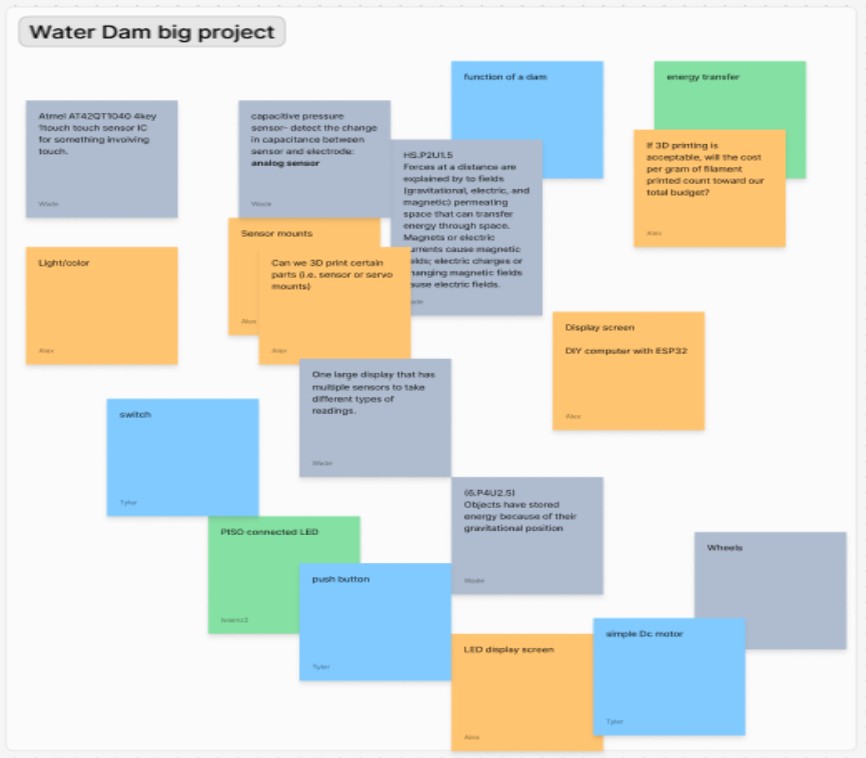 Water Dam big project
function of a dam
energy transfer
Atmel AT42QT1040 4key
1touch touch sensor IC
for something involving
touch.
Wade
capacitive pressure
sensor- detect the change
in capacitance between
sensor and electrode:
analog sensor
Wade
HS.P2U1.5
Forces at a distance are
explained by to fields
(gravitational, electric, and
magnetic) permeating
space that can transfer
energy through space.
Magnets or electric
currents cause magnetic
fields; electric charges or
changing magnetic fields
cause electric fields.
If 3D printing is
acceptable, will the cost
per gram of filament
printed count toward our
total budget?
Alex
Sensor mounts
Alex
Can we 3D print certain
parts (i.e. sensor or servo
mounts)
Alex
Light/color
Alex
Display screen
DIY computer with ESP32
Alex
One large display that has
multiple sensors to take
different types of
readings.
Wade
switch
Tyler
(6.P4U2.5)
Objects have stored
energy because of their
gravitational position
Wade
PISO connected LED
push button
Tyler
Wheels
LED display screen
Alex
simple Dc motor
Tyler